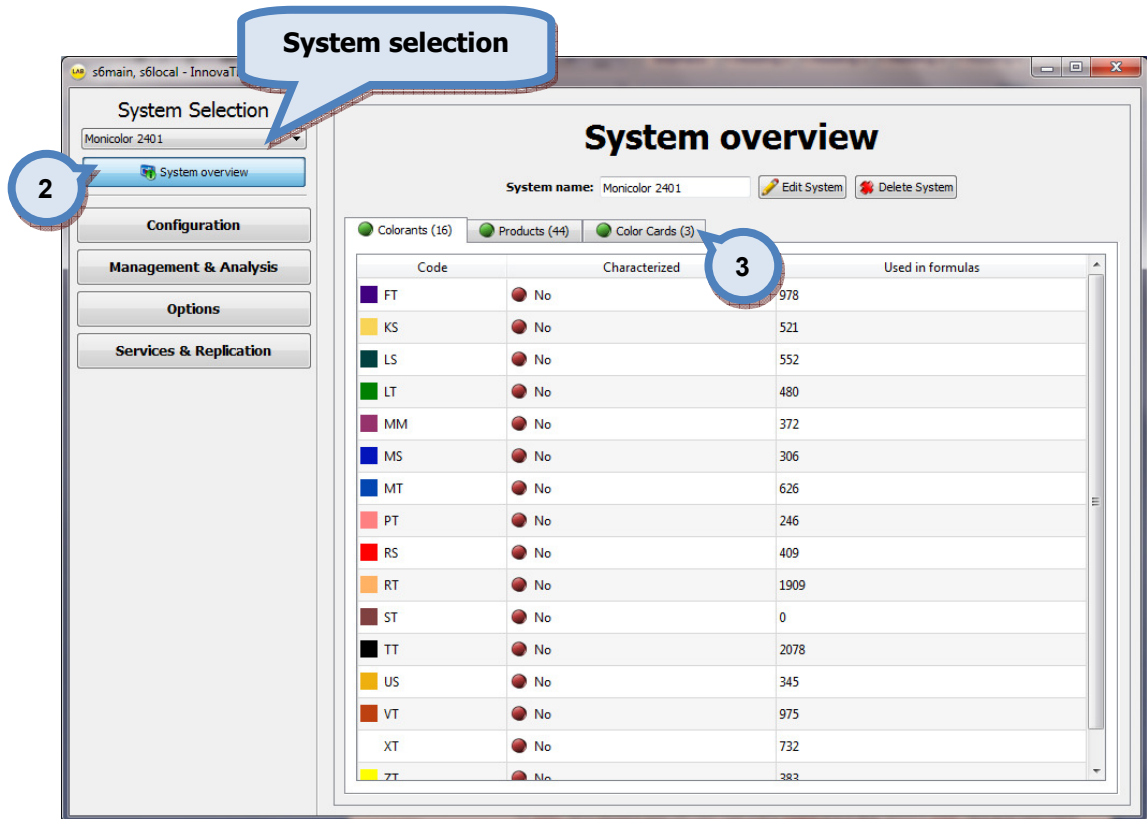 System selection
s6main, s6local - InnovaT
System Selection
Monicolor 2401
System overview
2
Configuration
Management & Analysis
Options
Services & Replication
System overview
System name: Monicolor 2401 Edit System Delete System
Colorants (16) Products (44) Color Cards (3)
3
Code Characterized Used in formulas
FT No 978
KS No 521
LS No 552
LT No 480
MM No 372
MS No 306
MT No 626
PT No 246
RS No 409
RT No 1909
ST No 0
TT No 2078
US No 345
VT No 975
XT No 732
ZT No 383